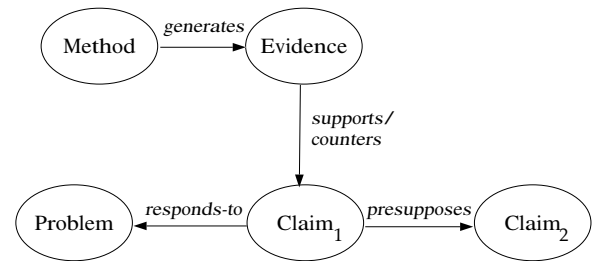 generates
Method
Evidence
supports/
counters
responds-to
presupposes
Problem
Claim1
Claim2